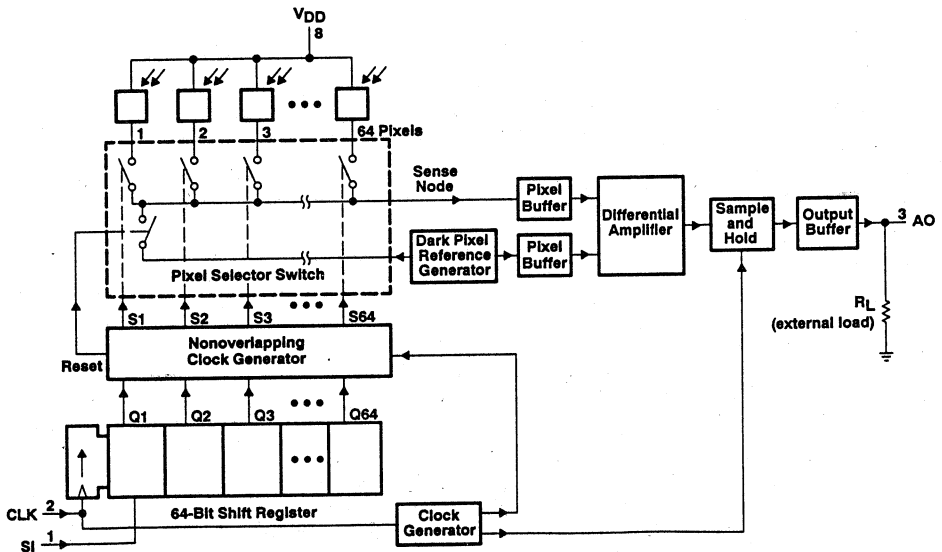 VDD
8
1
2
3
64 Pixels
Sense
Node
Pixel
Buffer
Differential
Amplifier
Sample
and
Hold
Output
Buffer
3
AO
Dark Pixel
Reference
Generator
Pixel
Buffer
Pixel Selector Switch
RL
(external load)
S1
S2
S3
S64
Nonoverlapping
Clock Generator
Reset
Q1
Q2
Q3
Q64
CLK
2
64-Bit Shift Register
Clock
Generator
SI
1